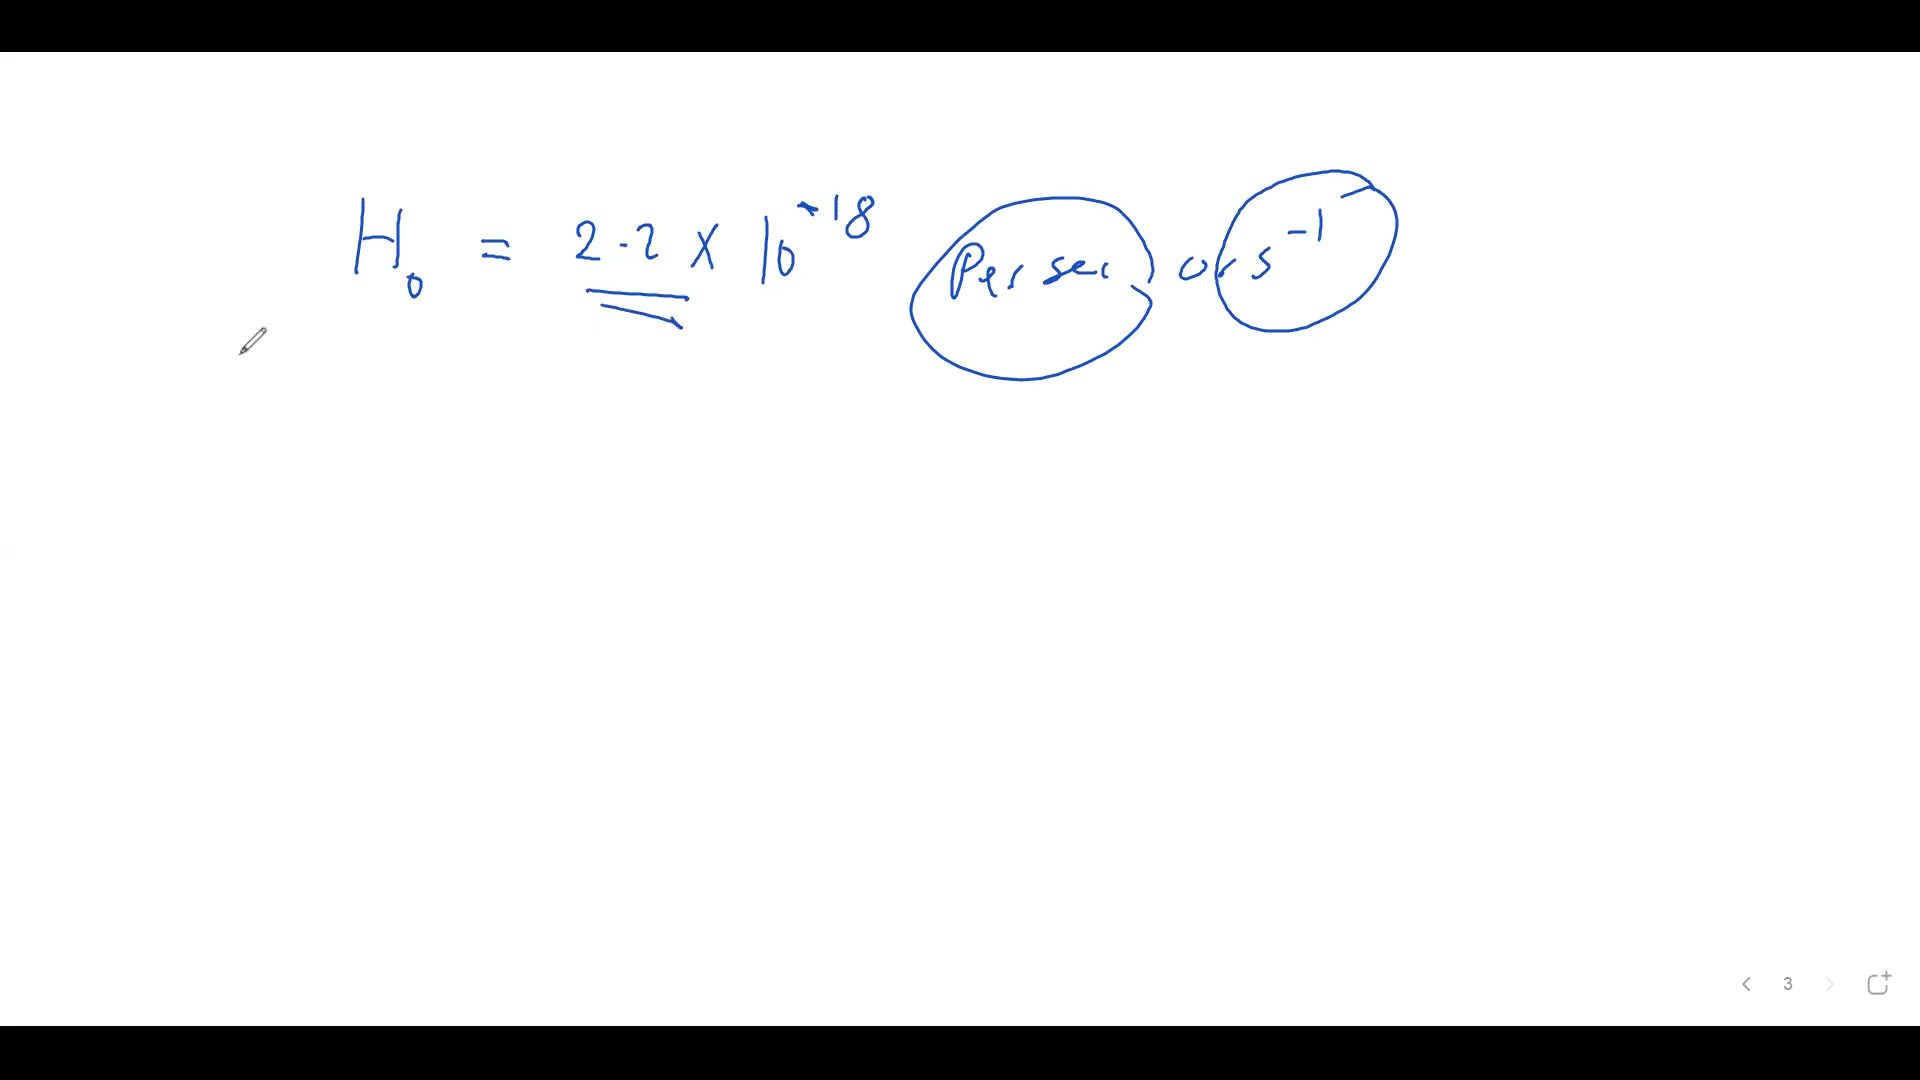 H₀ = 2.2 × 10⁻¹⁸ Per sec or s⁻¹
3